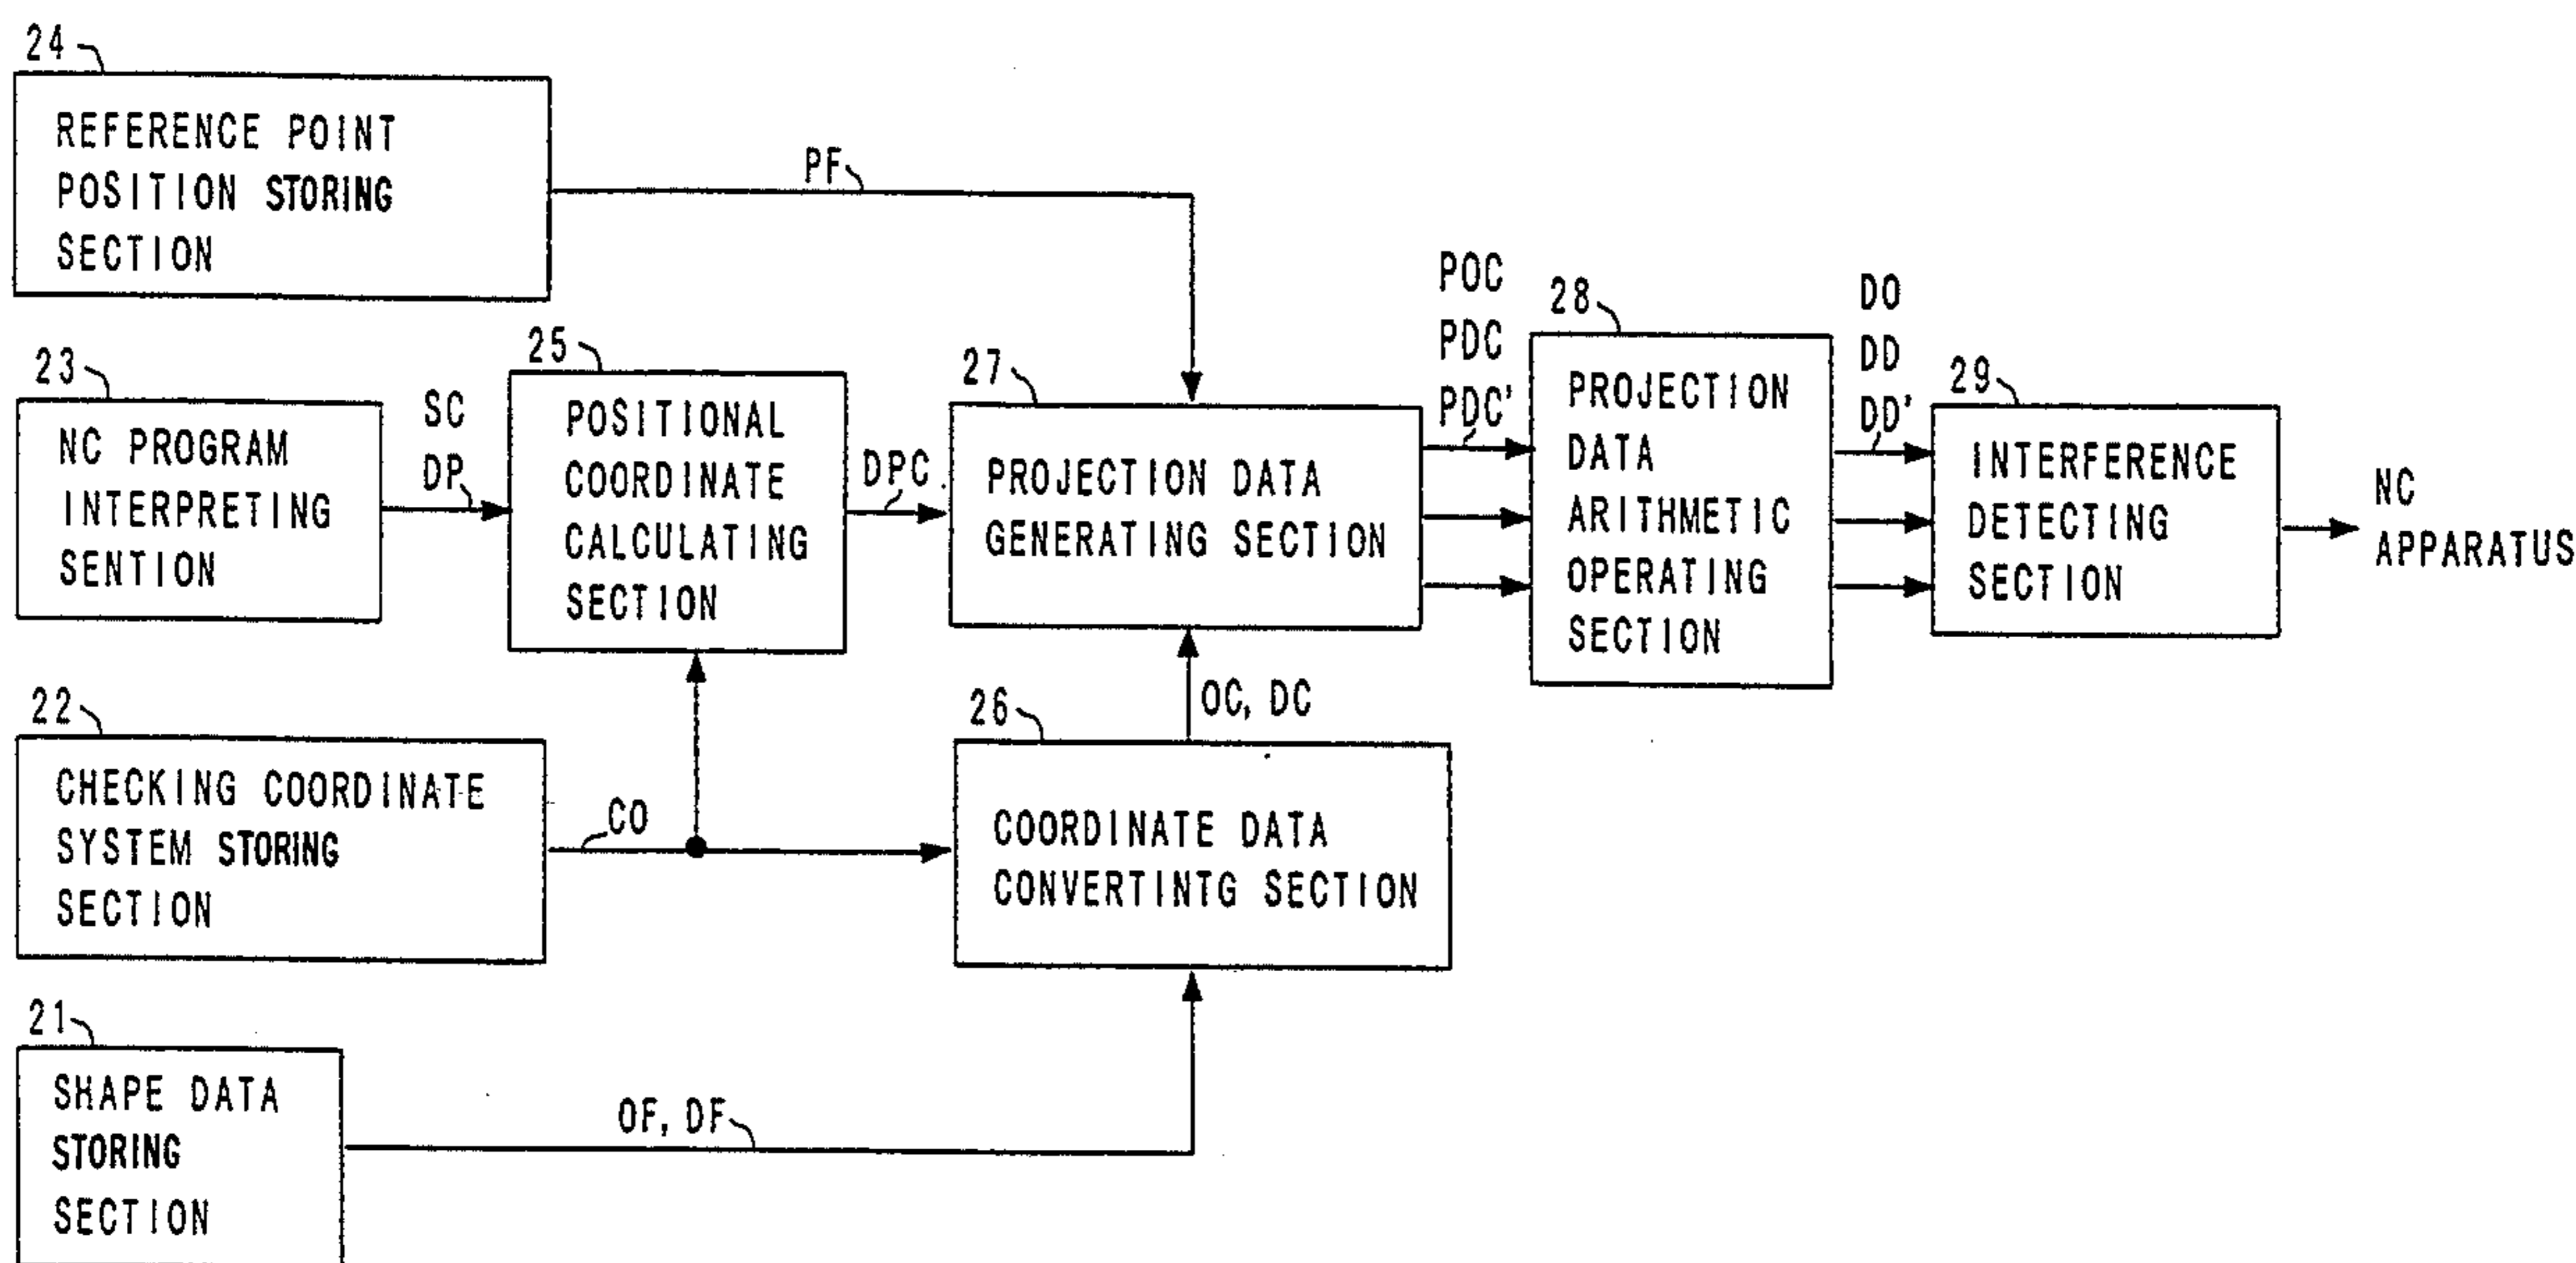 24
REFERENCE POINT
POSITION STORING
SECTION
PF
23
NC PROGRAM
INTERPRETING
SENTION
SC
DP
25
POSITIONAL
COORDINATE
CALCULATING
SECTION
DPC
27
PROJECTION DATA
GENERATING SECTION
POC
PDC
PDC'
28
PROJECTION
DATA
ARITHMETIC
OPERATING
SECTION
DO
DD
DD'
29
INTERFERENCE
DETECTING
SECTION
NC
APPARATUS
22
CHECKING COORDINATE
SYSTEM STORING
SECTION
CO
26
OC, DC
COORDINATE DATA
CONVERTINTG SECTION
21
SHAPE DATA
STORING
SECTION
OF, DF